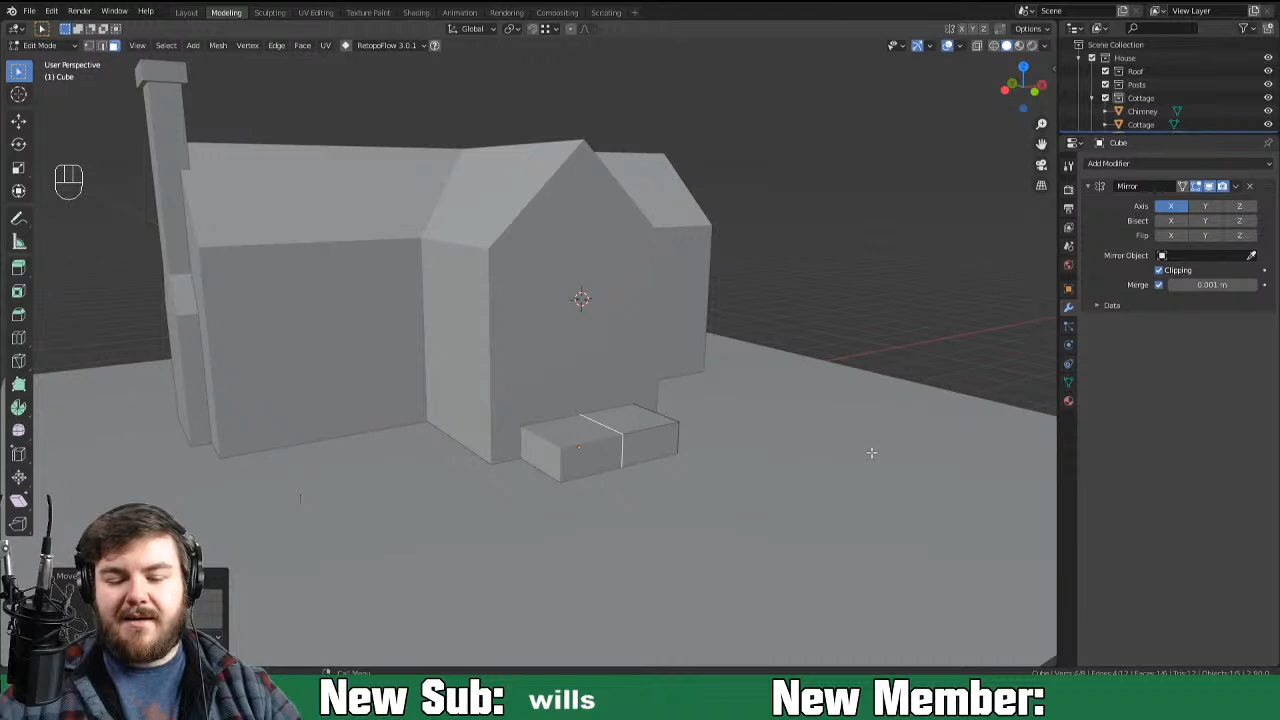 File Edit Render Window Help Layout Modeling Sculpting UV Editing Texture Paint Shading Animation Rendering Compositing Scripting + Scene View Layer
Global Options
Edit Mode View Select Add Mesh Vertex Edge Face UV RetopoFlow 3.0.1 X Y Z
User Perspective
(1) Cube
Scene Collection
House
Roof
Posts
Cottage
Chimney
Cottage
Cube
Add Modifier
Mirror
Axis X Y Z
Bisect X Y Z
Flip X Y Z
Mirror Object
Clipping
Merge 0.001 m
Data
Move
Call Menu
New Sub: wills New Member: